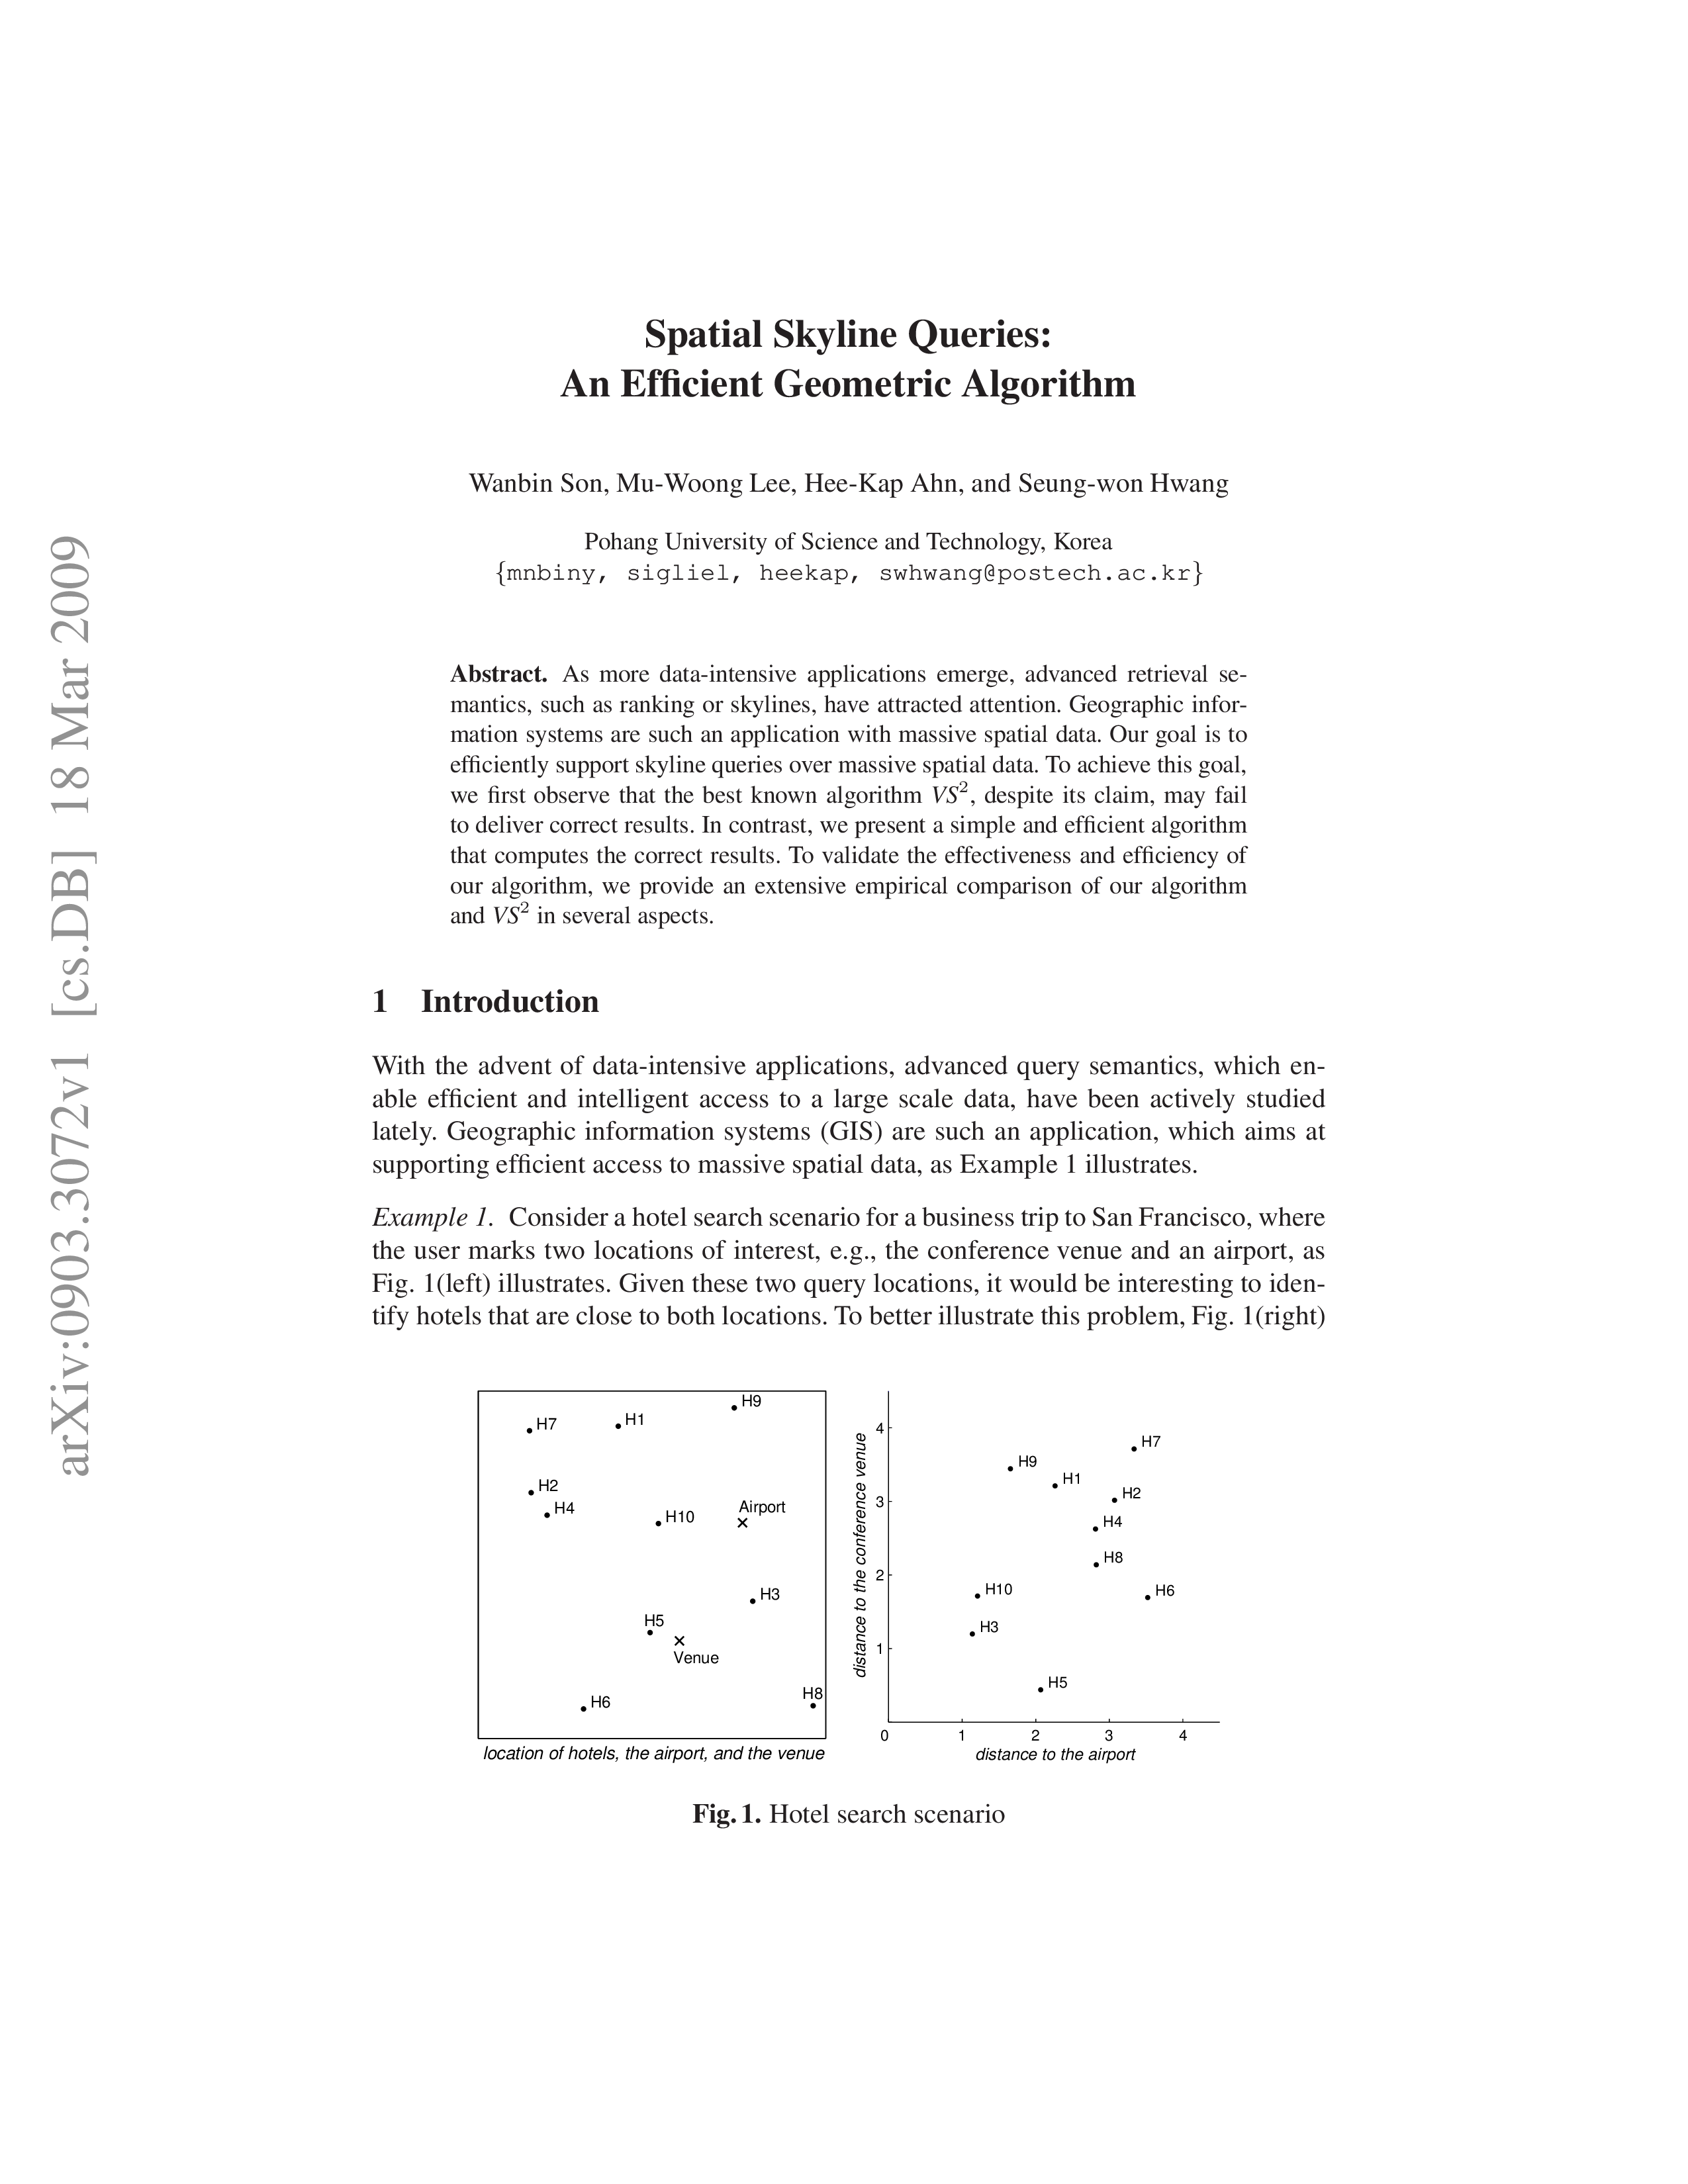 arXiv:0903.3072v1 [cs.DB] 18 Mar 2009
Spatial Skyline Queries:
An Efficient Geometric Algorithm
Wanbin Son, Mu-Woong Lee, Hee-Kap Ahn, and Seung-won Hwang
Pohang University of Science and Technology, Korea
{mnbiny, sigliel, heekap, swhwang@postech.ac.kr}
Abstract. As more data-intensive applications emerge, advanced retrieval se-
mantics, such as ranking or skylines, have attracted attention. Geographic infor-
mation systems are such an application with massive spatial data. Our goal is to
efficiently support skyline queries over massive spatial data. To achieve this goal,
we first observe that the best known algorithm VS², despite its claim, may fail
to deliver correct results. In contrast, we present a simple and efficient algorithm
that computes the correct results. To validate the effectiveness and efficiency of
our algorithm, we provide an extensive empirical comparison of our algorithm
and VS² in several aspects.
1 Introduction
With the advent of data-intensive applications, advanced query semantics, which en-
able efficient and intelligent access to a large scale data, have been actively studied
lately. Geographic information systems (GIS) are such an application, which aims at
supporting efficient access to massive spatial data, as Example 1 illustrates.
Example 1. Consider a hotel search scenario for a business trip to San Francisco, where
the user marks two locations of interest, e.g., the conference venue and an airport, as
Fig. 1(left) illustrates. Given these two query locations, it would be interesting to iden-
tify hotels that are close to both locations. To better illustrate this problem, Fig. 1(right)
H9
H7
H1
H2
H4
Airport
H10
H3
H5
Venue
H6
H8
location of hotels, the airport, and the venue
distance to the conference venue
4
3
2
1
H7
H9
H1
H2
H4
H8
H10
H6
H3
H5
0 1 2 3 4
distance to the airport
Fig. 1. Hotel search scenario